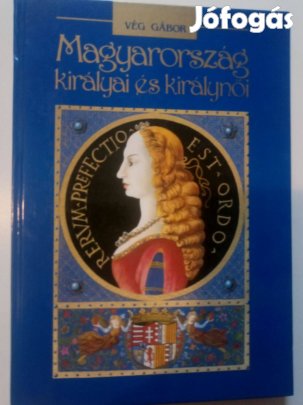 Jófogás
VÉG GÁBOR
Magyarország
királyai és királynői
RERVM·PREFECTIO
EST·ORDO